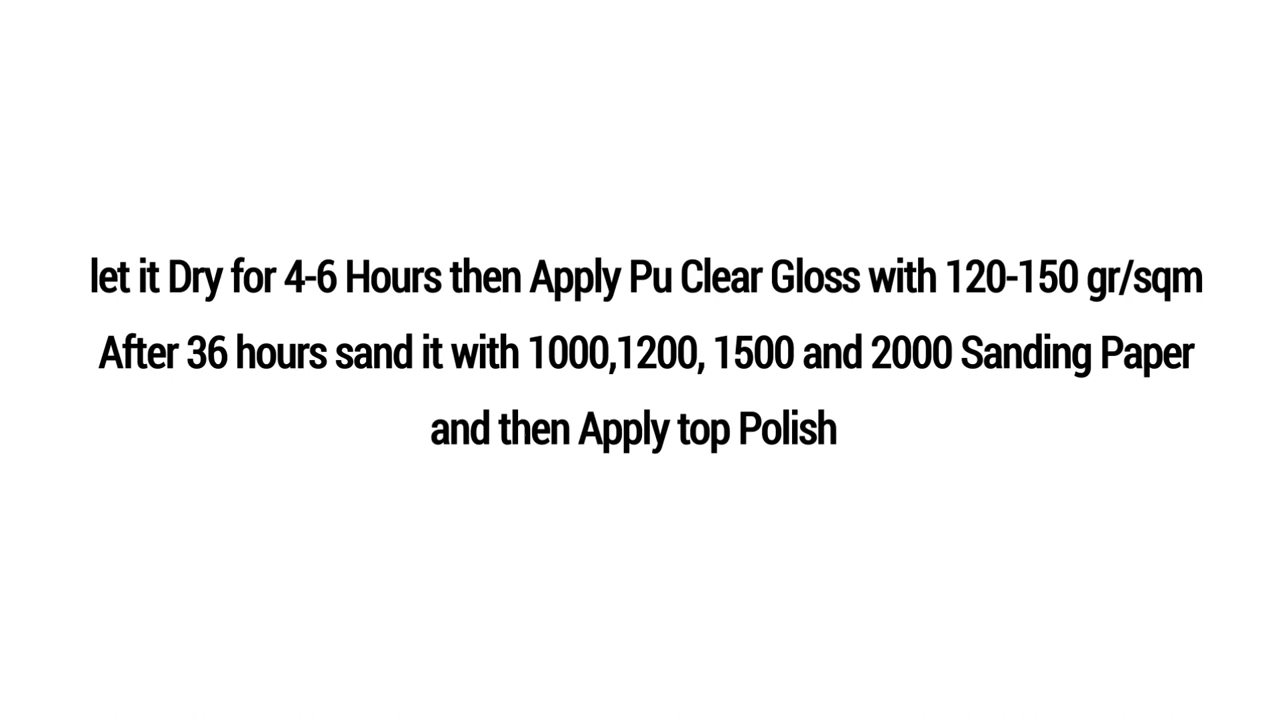 let it Dry for 4-6 Hours then Apply Pu Clear Gloss with 120-150 gr/sqm
After 36 hours sand it with 1000,1200, 1500 and 2000 Sanding Paper
and then Apply top Polish